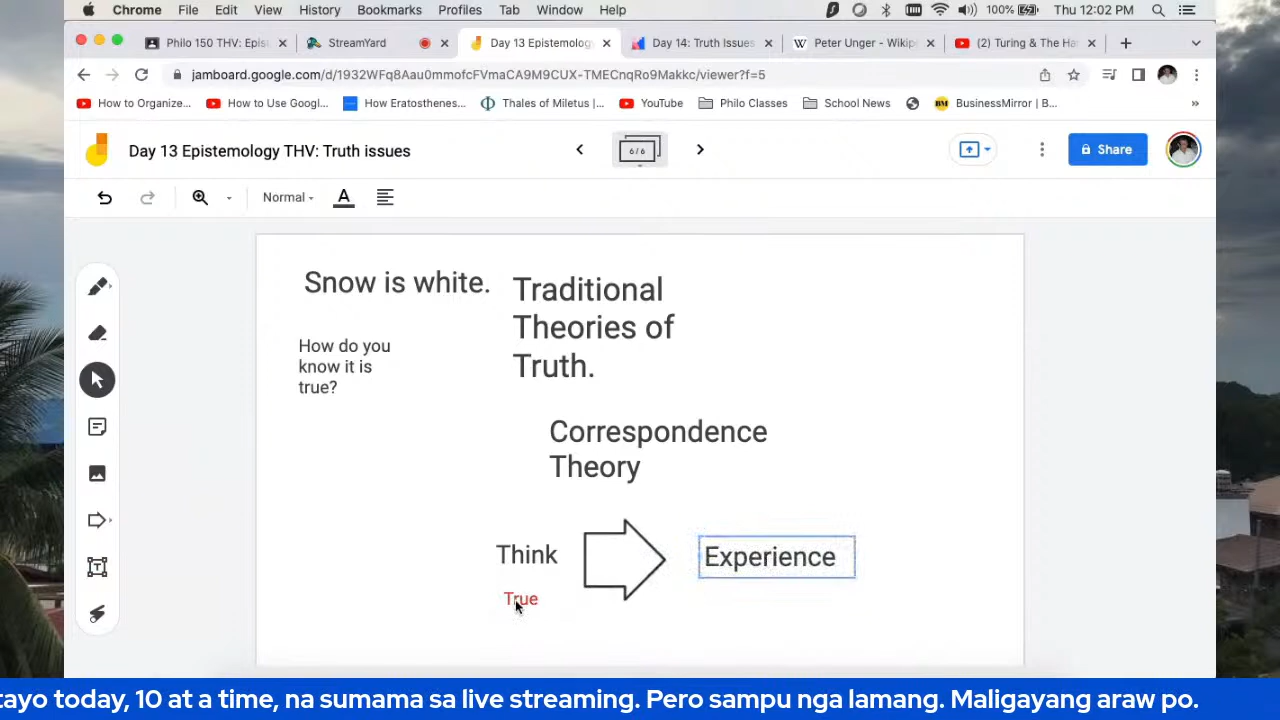 Chrome File Edit View History Bookmarks Profiles Tab Window Help 100% Thu 12:02 PM
Philo 150 THV: Epis StreamYard Day 13 Epistemology Day 14: Truth Issues Peter Unger - Wikip (2) Turing & The Ha
jamboard.google.com/d/1932WFq8Aau0mmofcFVmaCA9M9CUX-TMECnqRo9Makkc/viewer?f=5
How to Organize... How to Use Googl... How Eratosthenes... Thales of Miletus |... YouTube Philo Classes School News BM BusinessMirror | B... »
Day 13 Epistemology THV: Truth issues 6 / 6 Share
Normal A
Snow is white.
How do you
know it is
true?
Traditional
Theories of
Truth.
Correspondence
Theory
Think Experience
True
tayo today, 10 at a time, na sumama sa live streaming. Pero sampu nga lamang. Maligayang araw po.